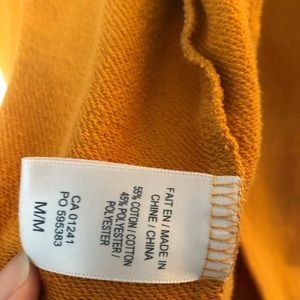 FAIT EN / MADE IN
CHINE / CHINA
55% COTON / COTTON
45% POLYESTER /
POLYESTER
CA 01241
PO 595383
M/M